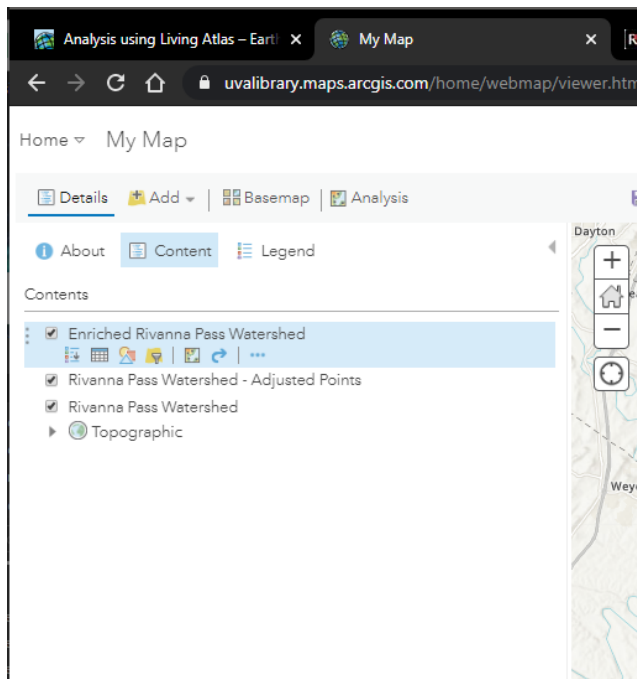 Analysis using Living Atlas – Eart
My Map
R
uvalibrary.maps.arcgis.com/home/webmap/viewer.htm
Home My Map
Details Add Basemap Analysis
About Content Legend
Contents
Enriched Rivanna Pass Watershed
Rivanna Pass Watershed - Adjusted Points
Rivanna Pass Watershed
Topographic
Dayton
Weye